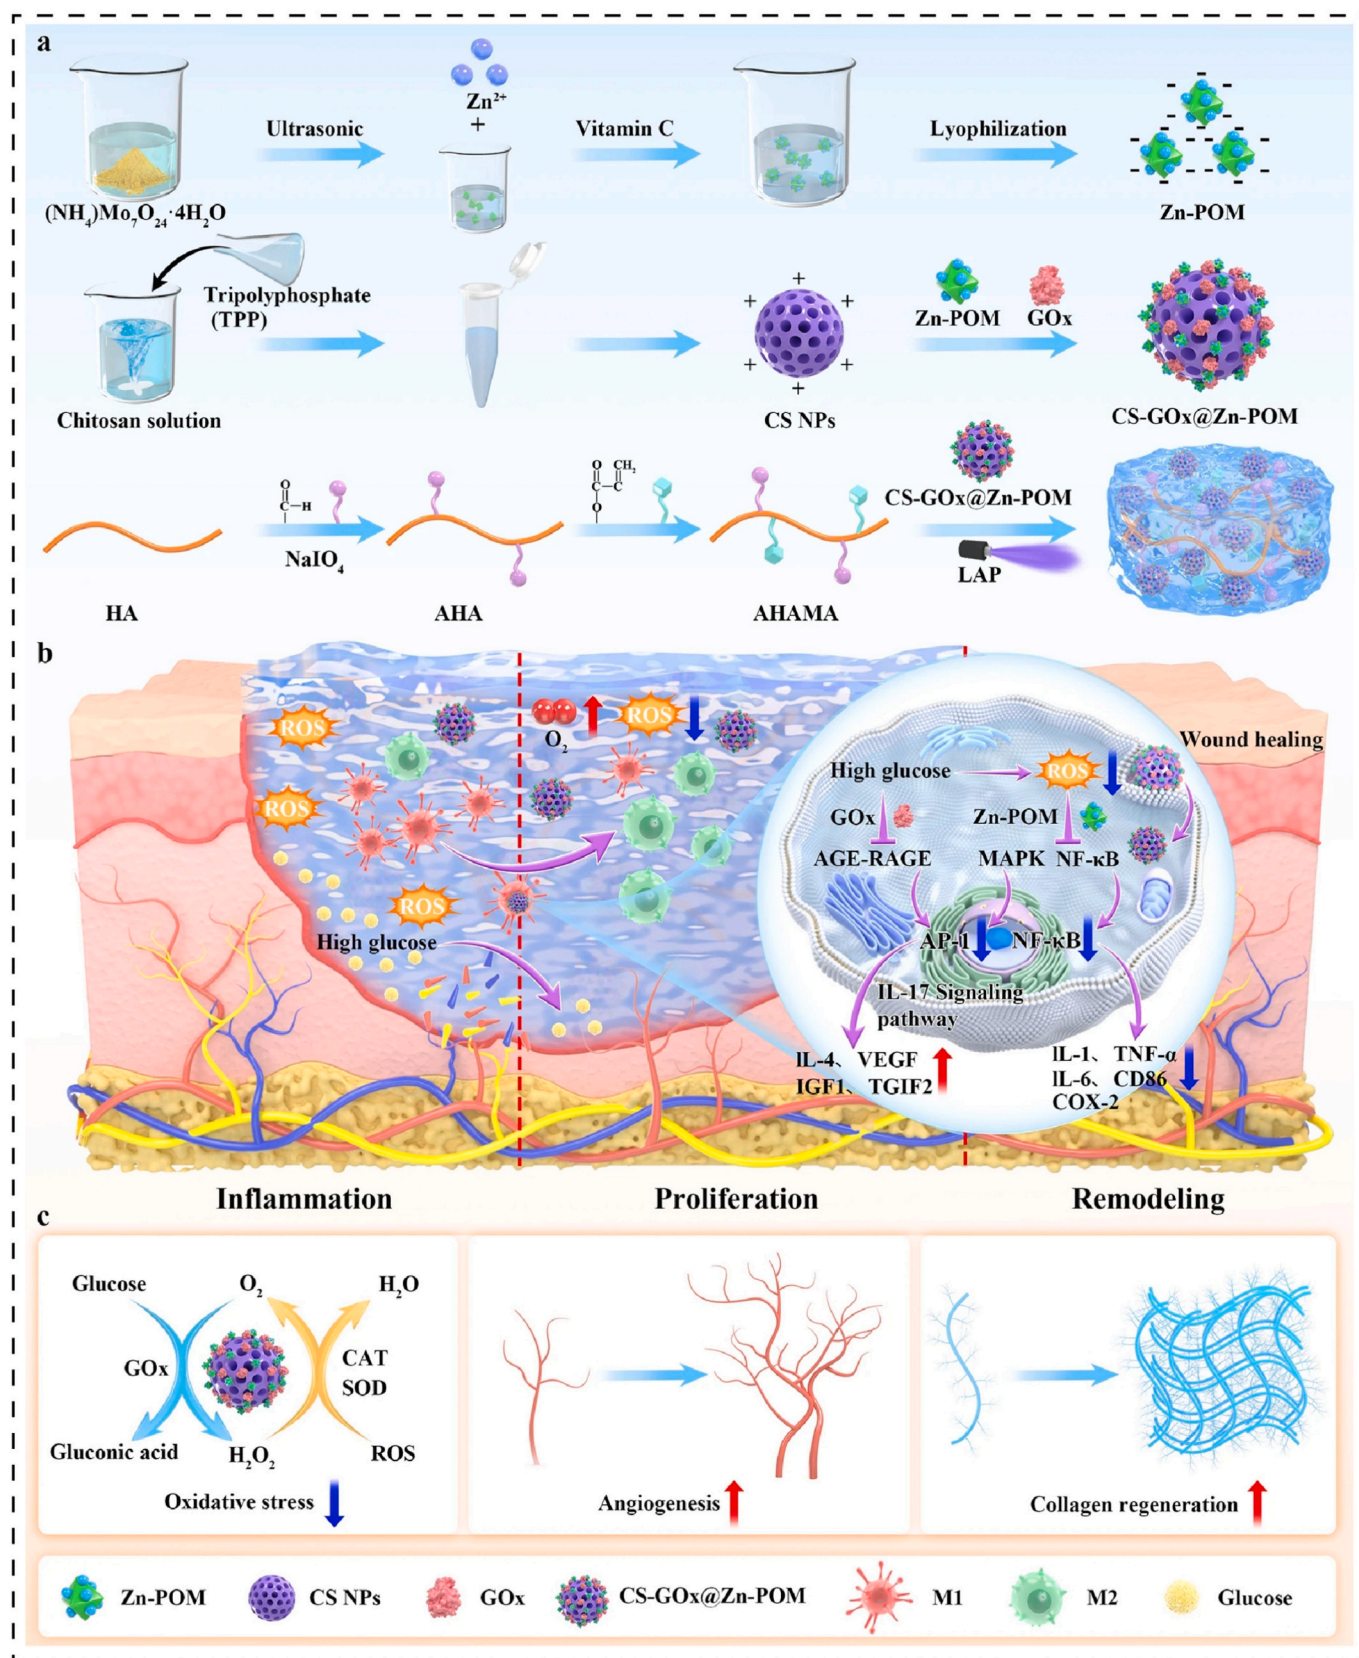 a
Ultrasonic
Zn²⁺
+
Vitamin C
Lyophilization
(NH₄)Mo₇O₂₄·4H₂O
Zn-POM
Tripolyphosphate
(TPP)
Zn-POM
GOx
Chitosan solution
CS NPs
CS-GOx@Zn-POM
O
C—H
NaIO₄
O CH₂
C—C
O
CS-GOx@Zn-POM
LAP
HA
AHA
AHAMA
b
ROS
O₂
ROS
Wound healing
High glucose
ROS
ROS
GOx
Zn-POM
AGE-RAGE
MAPK
NF-κB
ROS
High glucose
AP-1
NF-κB
IL-17 Signaling
pathway
IL-4、VEGF
IGF1、TGIF2
IL-1、TNF-α
IL-6、CD86
COX-2
Inflammation
Proliferation
Remodeling
c
Glucose
O₂
H₂O
GOx
CAT
SOD
Gluconic acid
H₂O₂
ROS
Oxidative stress
Angiogenesis
Collagen regeneration
Zn-POM
CS NPs
GOx
CS-GOx@Zn-POM
M1
M2
Glucose